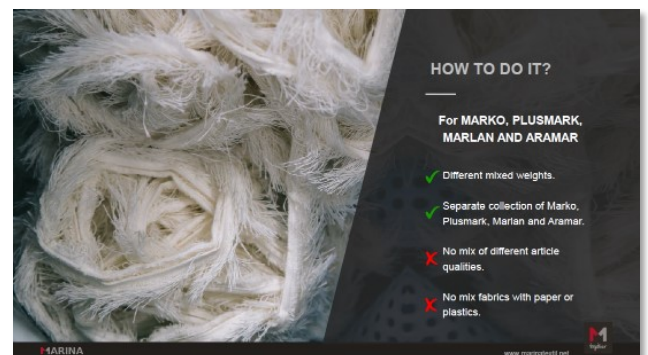 HOW TO DO IT?
For MARKO, PLUSMARK,
MARLAN AND ARAMAR
Different mixed weights.
Separate collection of Marko,
Plusmark, Marlan and Aramar.
No mix of different article
qualities.
No mix fabrics with paper or
plastics.
MARINA
www.marinatextil.net